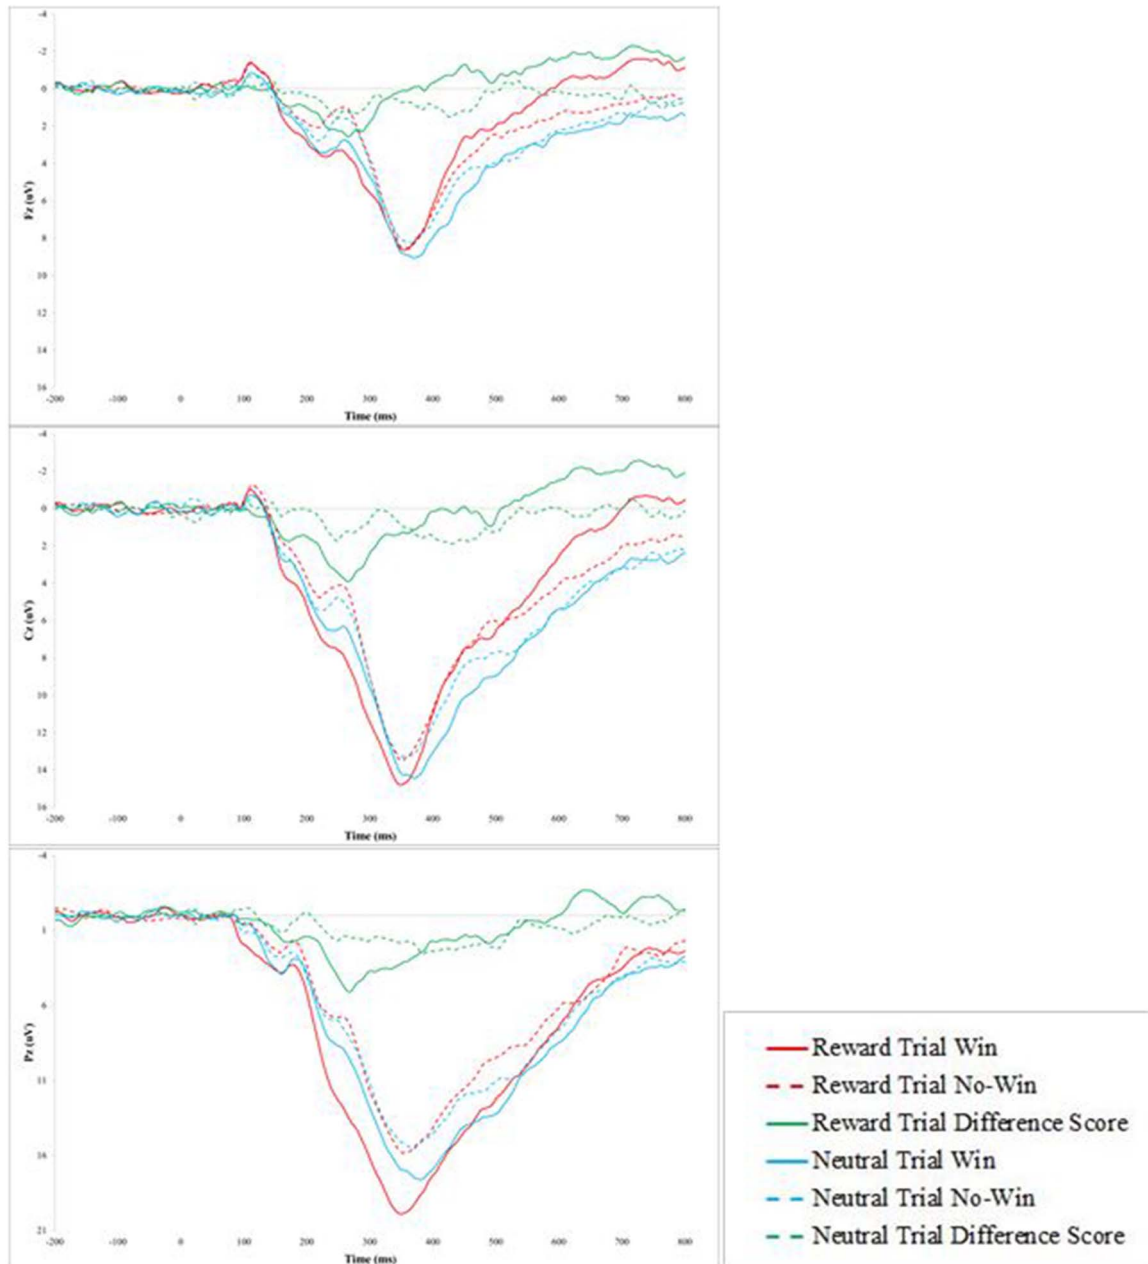 -4
-2
0
2
4
6
8
10
12
14
16
Fz (uV)
-200 -100 0 100 200 300 400 500 600 700 800
Time (ms)
-4
-2
0
2
4
6
8
10
12
14
16
Cz (uV)
-200 -100 0 100 200 300 400 500 600 700 800
Time (ms)
-4
1
6
11
16
21
Pz (uV)
-200 -100 0 100 200 300 400 500 600 700 800
Time (ms)
Reward Trial Win
Reward Trial No-Win
Reward Trial Difference Score
Neutral Trial Win
Neutral Trial No-Win
Neutral Trial Difference Score